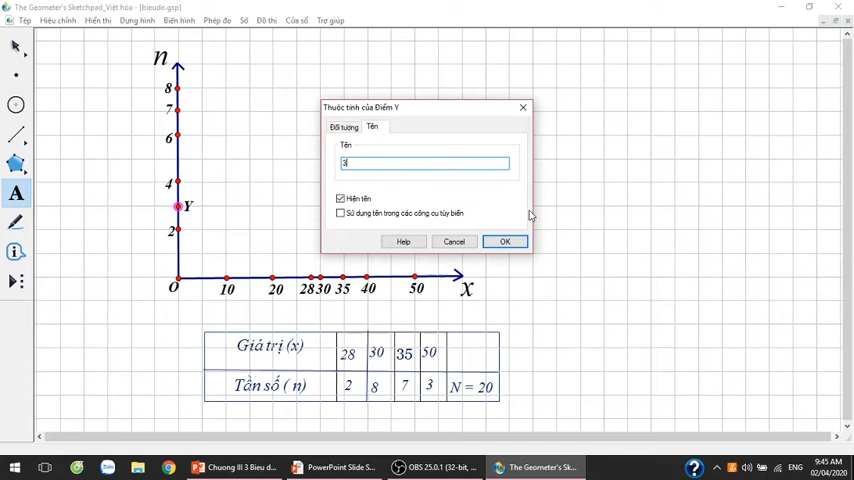 The Geometer's Sketchpad_Việt hóa - [bieudo.gsp]
Tệp Hiệu chỉnh Hiển thị Dựng hình Biến hình Phép đo Số Đồ thị Cửa sổ Trợ giúp
n
8
7
6
4
Y
2
O 10 20 28 30 35 40 50 x
Thuộc tính của Điểm Y
Đối tượng Tên
Tên
3
Hiện tên
Sử dụng tên trong các công cụ tùy biến
Help Cancel OK
Giá trị (x) 28 30 35 50
Tần số ( n) 2 8 7 3 N = 20
A
Chuong III 3 Bieu d...
PowerPoint Slide S...
OBS 25.0.1 (32-bit, ...
The Geometer's Sk...
ENG
9:45 AM
02/04/2020